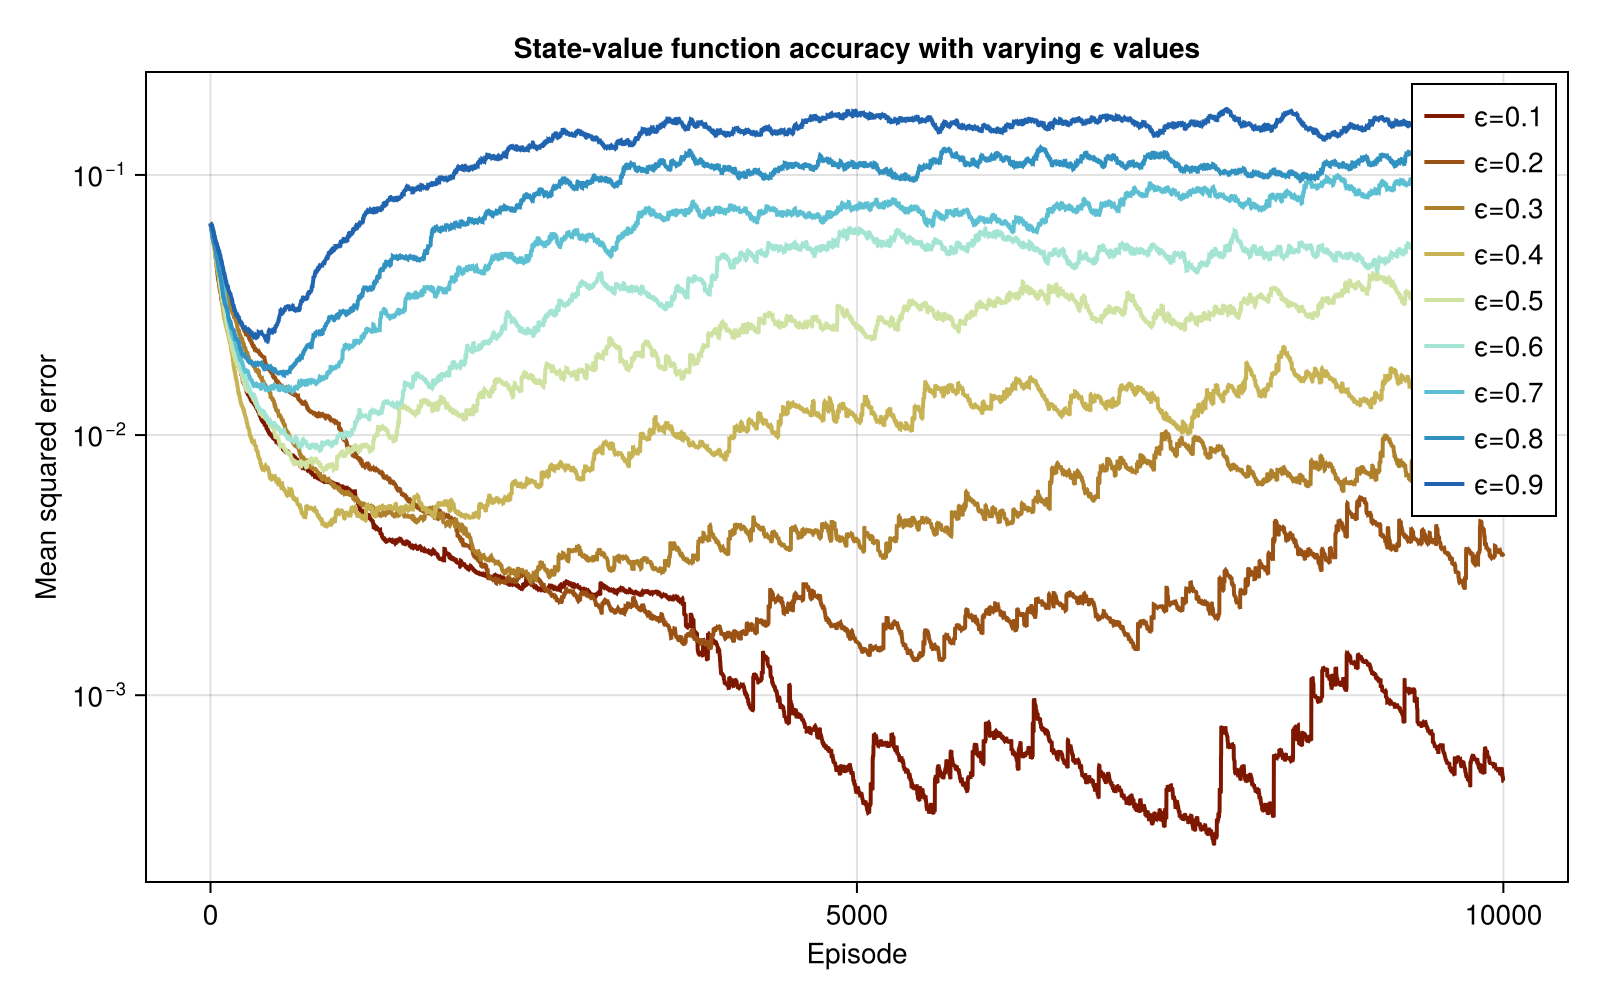 State-value function accuracy with varying ϵ values
Mean squared error
10⁻¹
10⁻²
10⁻³
0
5000
10000
Episode
ϵ=0.1
ϵ=0.2
ϵ=0.3
ϵ=0.4
ϵ=0.5
ϵ=0.6
ϵ=0.7
ϵ=0.8
ϵ=0.9